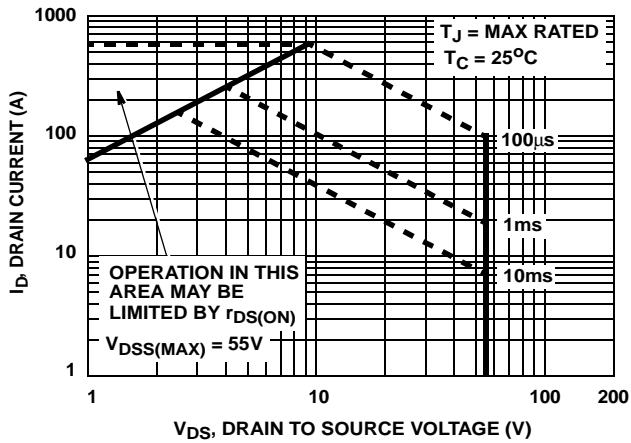 1000
100
10
1
I_D, DRAIN CURRENT (A)
T_J = MAX RATED
T_C = 25°C
100μs
1ms
10ms
OPERATION IN THIS
AREA MAY BE
LIMITED BY r_DS(ON)
V_DSS(MAX) = 55V
1 10 100 200
V_DS, DRAIN TO SOURCE VOLTAGE (V)